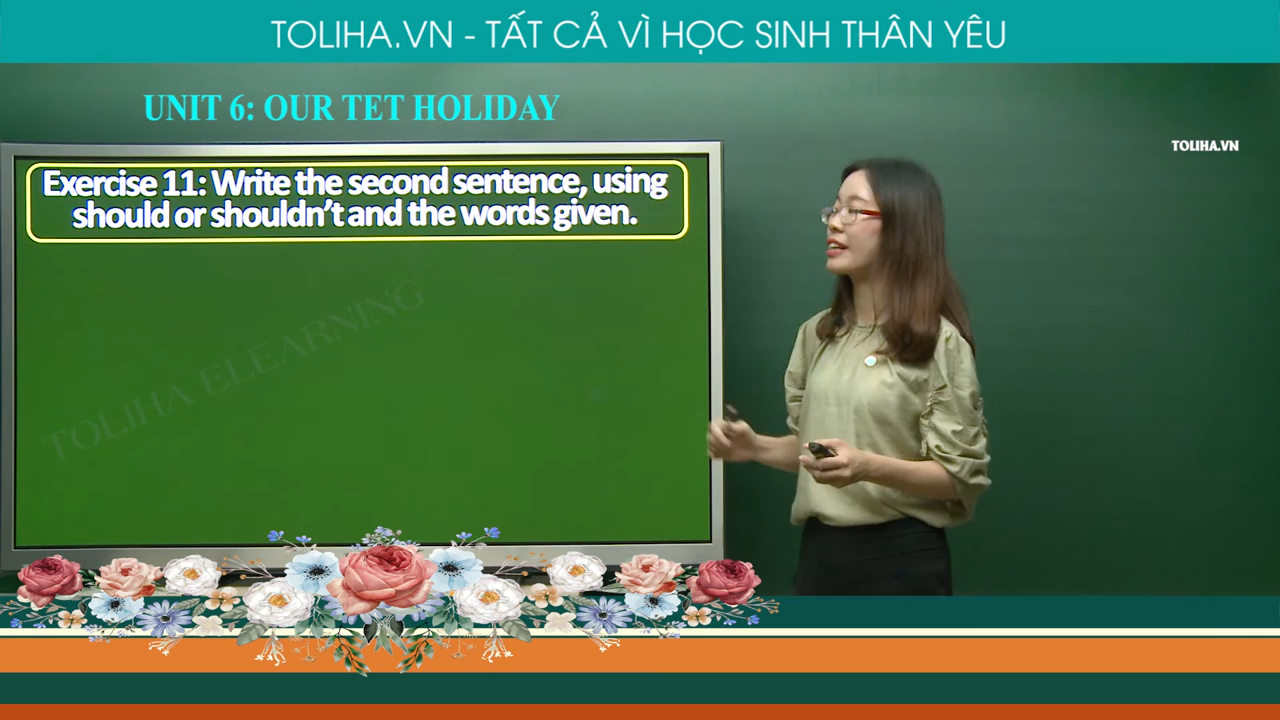 TOLIHA.VN - TẤT CẢ VÌ HỌC SINH THÂN YÊU
UNIT 6: OUR TET HOLIDAY
TOLIHA.VN
Exercise 11: Write the second sentence, using
should or shouldn't and the words given.
TOLIHA ELEARNING